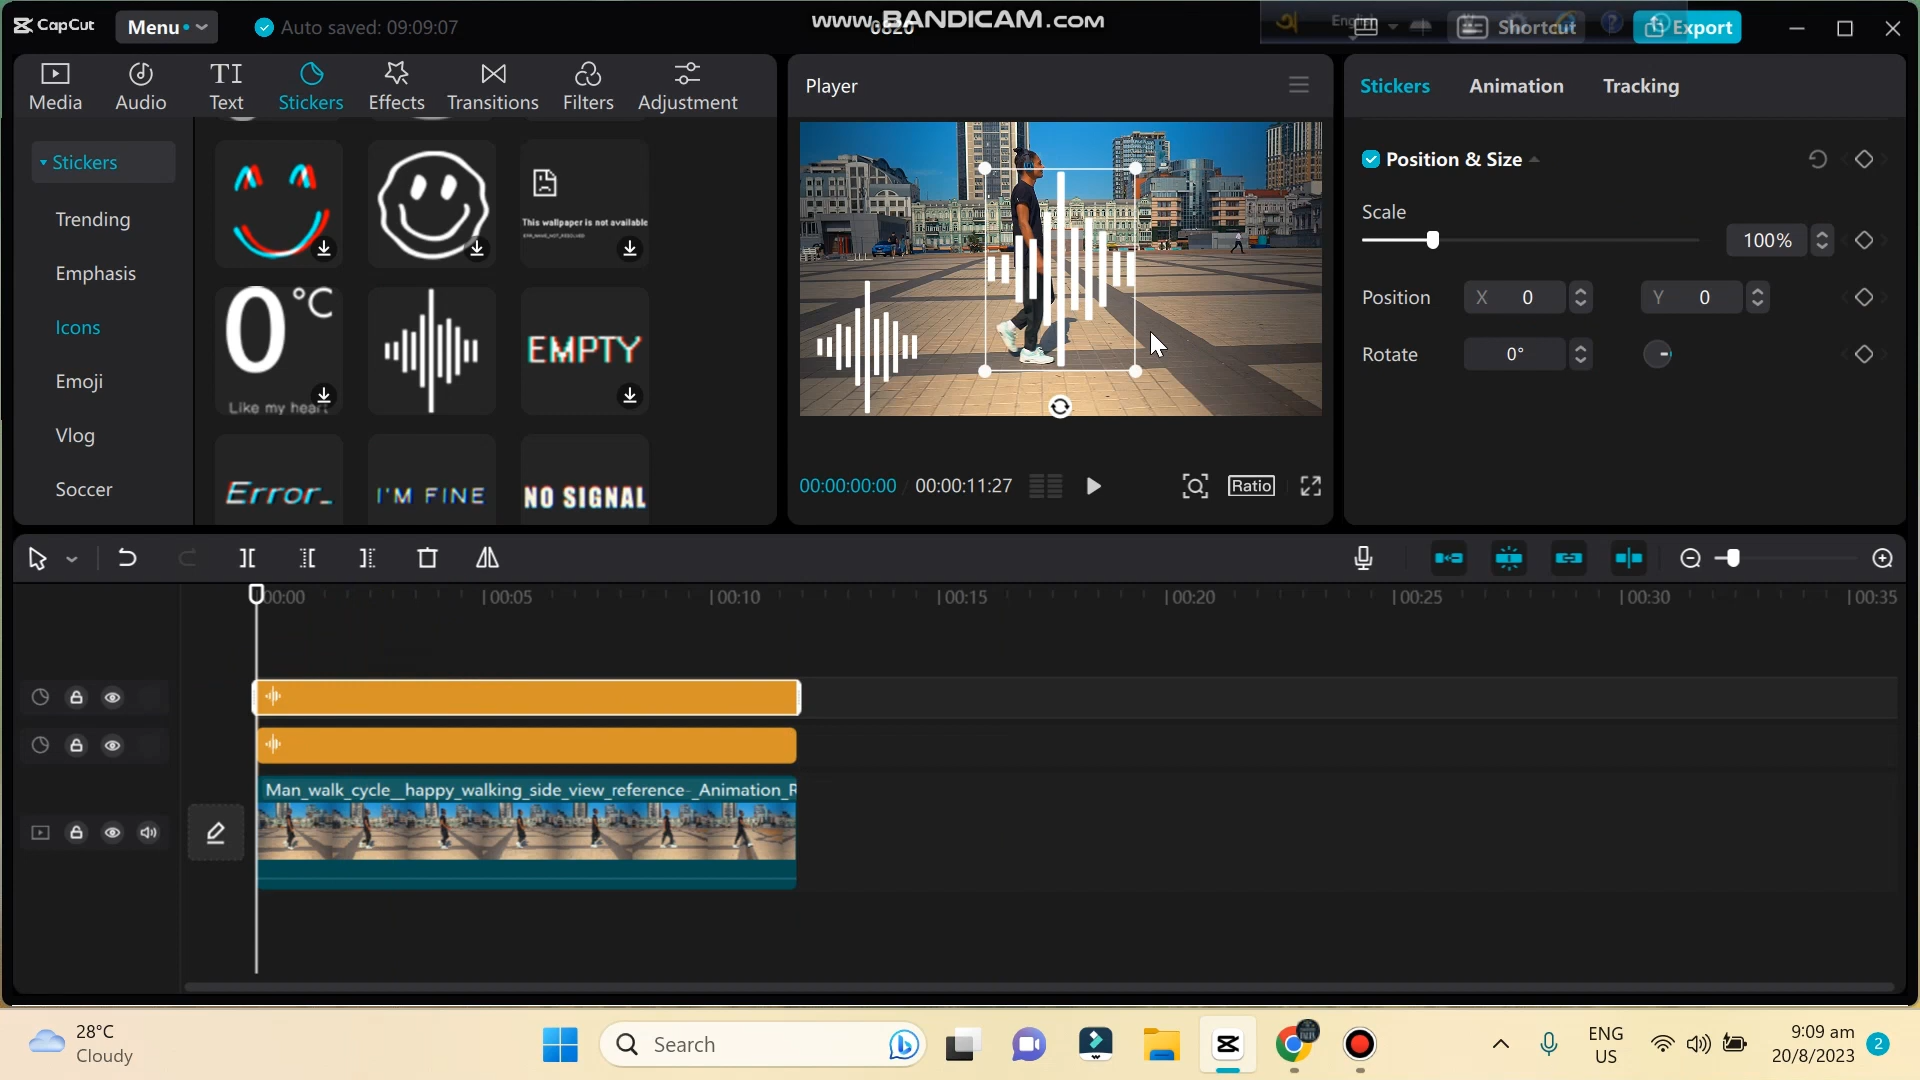 CapCut
Menu
Auto saved: 09:09:07
www.BANDICAM.com
0820
English
Shortcut
Export
Media
Audio
Text
Stickers
Effects
Transitions
Filters
Adjustment
Stickers
Trending
Emphasis
Icons
Emoji
Vlog
Soccer
This wallpaper is not available
0°C
Like my heart
EMPTY
Error_
I'M FINE
NO SIGNAL
Player
00:00:00:00 / 00:00:11:27
Ratio
Stickers
Animation
Tracking
Position & Size
Scale
100%
Position
X 0
Y 0
Rotate
0°
00:00
00:05
00:10
00:15
00:20
00:25
00:30
00:35
Man_walk_cycle__happy_walking_side_view_reference-_Animation_R
28°C
Cloudy
Search
ENG
US
9:09 am
20/8/2023
2